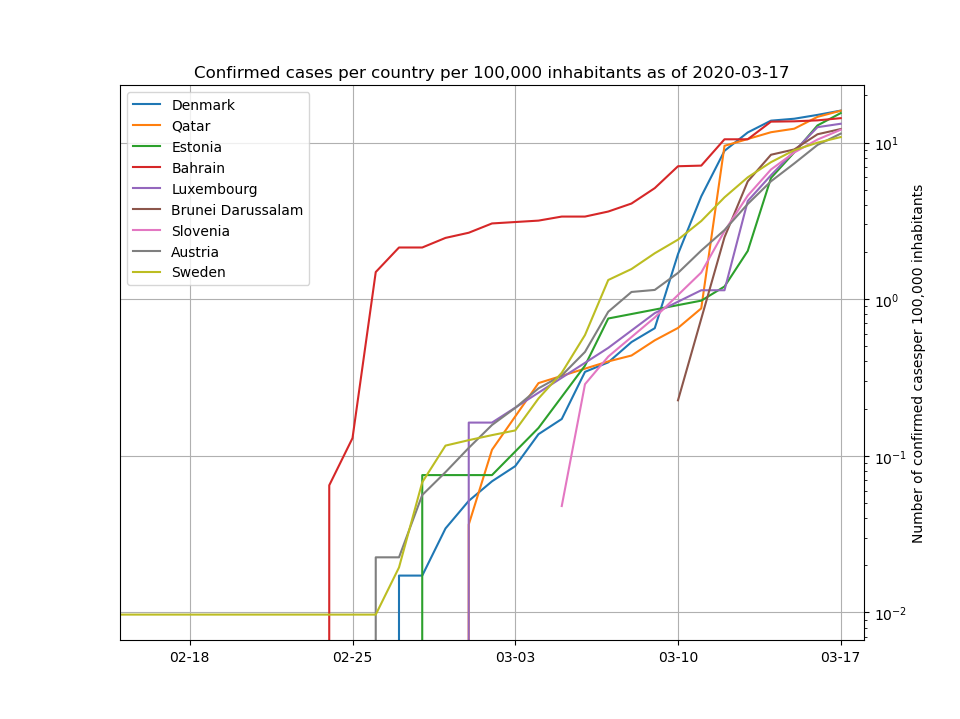 Confirmed cases per country per 100,000 inhabitants as of 2020-03-17
Denmark
Qatar
Estonia
Bahrain
Luxembourg
Brunei Darussalam
Slovenia
Austria
Sweden
10¹
10⁰
10⁻¹
10⁻²
Number of confirmed casesper 100,000 inhabitants
02-18
02-25
03-03
03-10
03-17